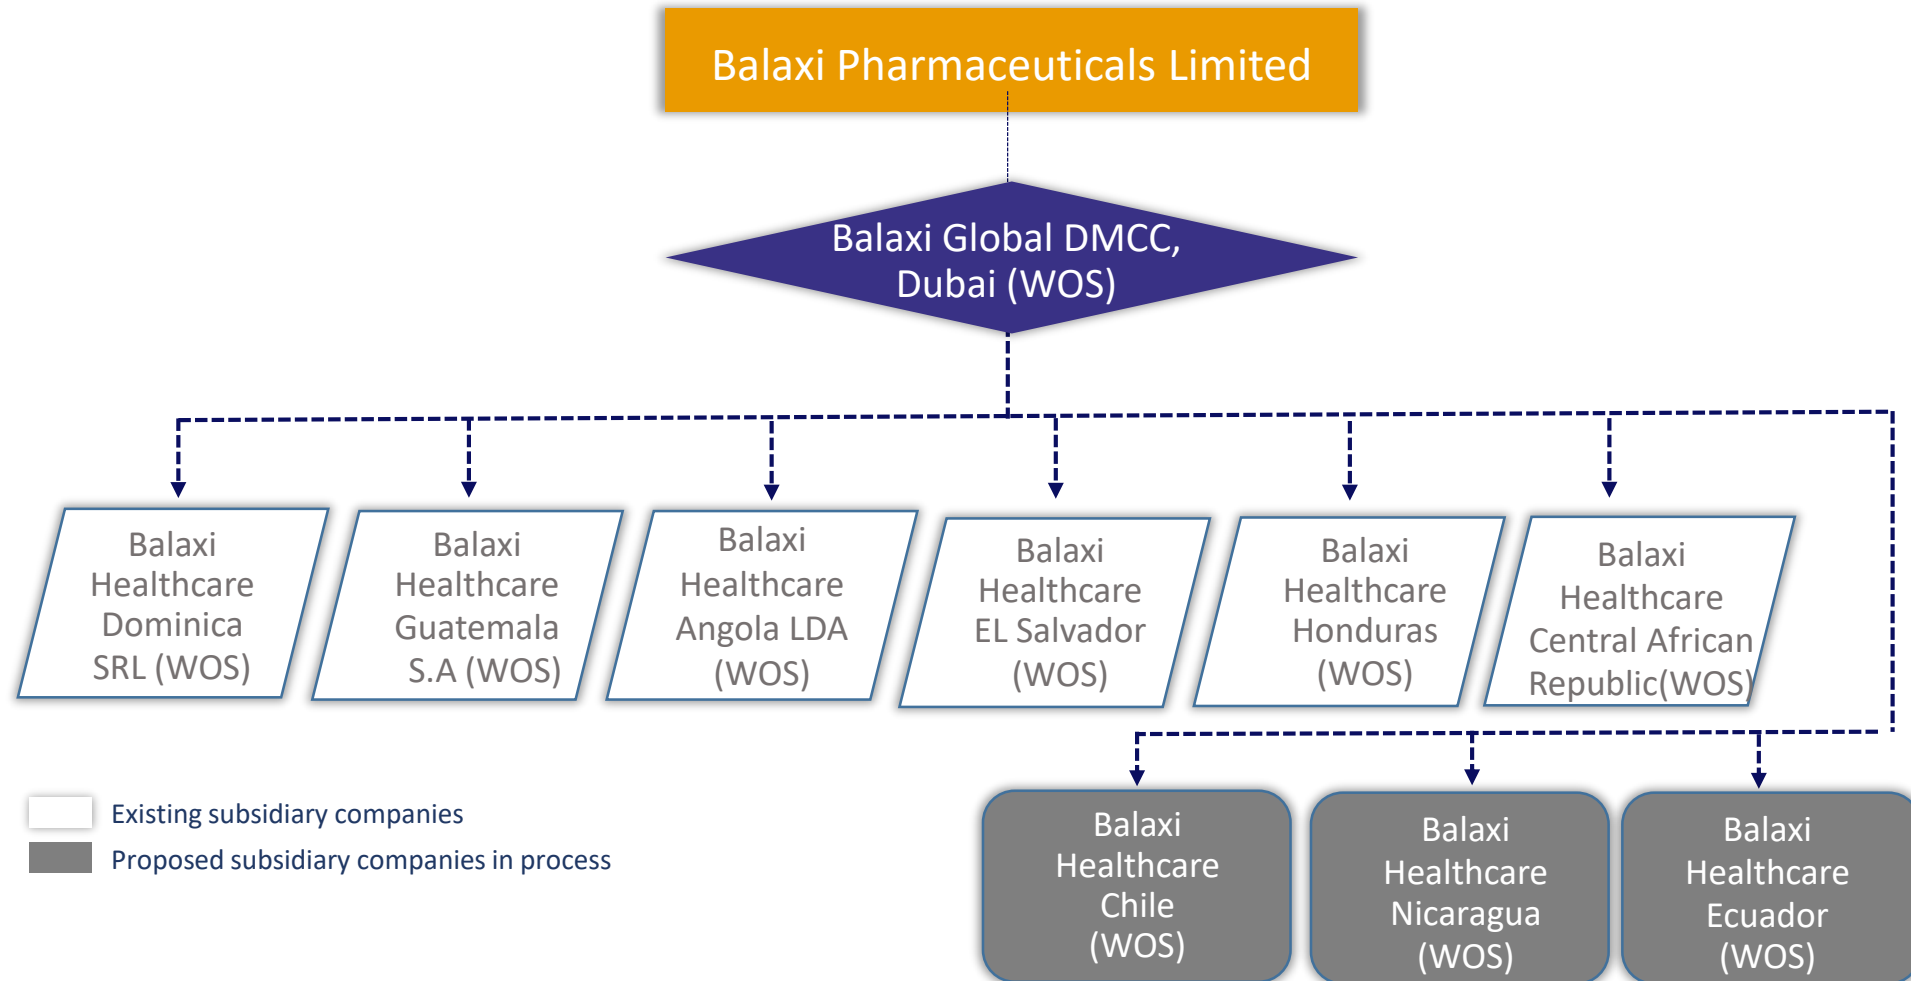 Balaxi Pharmaceuticals Limited
Balaxi Global DMCC,
Dubai (WOS)
Balaxi
Healthcare
Dominica
SRL (WOS)
Balaxi
Healthcare
Guatemala
S.A (WOS)
Balaxi
Healthcare
Angola LDA
(WOS)
Balaxi
Healthcare
EL Salvador
(WOS)
Balaxi
Healthcare
Honduras
(WOS)
Balaxi
Healthcare
Central African
Republic(WOS)
Existing subsidiary companies
Proposed subsidiary companies in process
Balaxi
Healthcare
Chile
(WOS)
Balaxi
Healthcare
Nicaragua
(WOS)
Balaxi
Healthcare
Ecuador
(WOS)